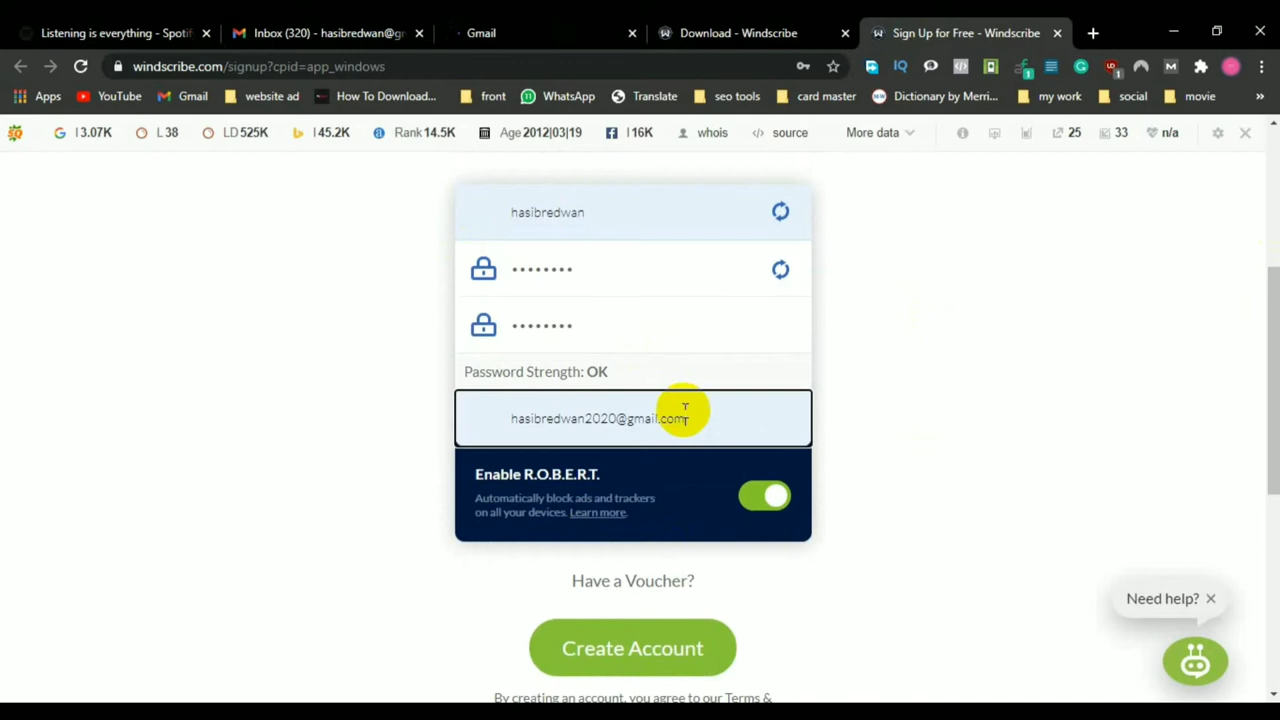 Listening is everything - Spotif
Inbox (320) - hasibredwan@gm
Gmail
Download - Windscribe
Sign Up for Free - Windscribe
windscribe.com/signup?cpid=app_windows
Apps
YouTube
Gmail
website ad
How To Download...
front
WhatsApp
Translate
seo tools
card master
Dictionary by Merri...
my work
social
movie
»
I 3.07K
L 38
LD 525K
I 45.2K
Rank 14.5K
Age 2012|03|19
I 16K
whois
source
More data
25
33
n/a
hasibredwan
••••••••
••••••••
Password Strength: OK
hasibredwan2020@gmail.com
Enable R.O.B.E.R.T.
Automatically block ads and trackers
on all your devices. Learn more.
Have a Voucher?
Need help?
Create Account
By creating an account, you agree to our Terms &